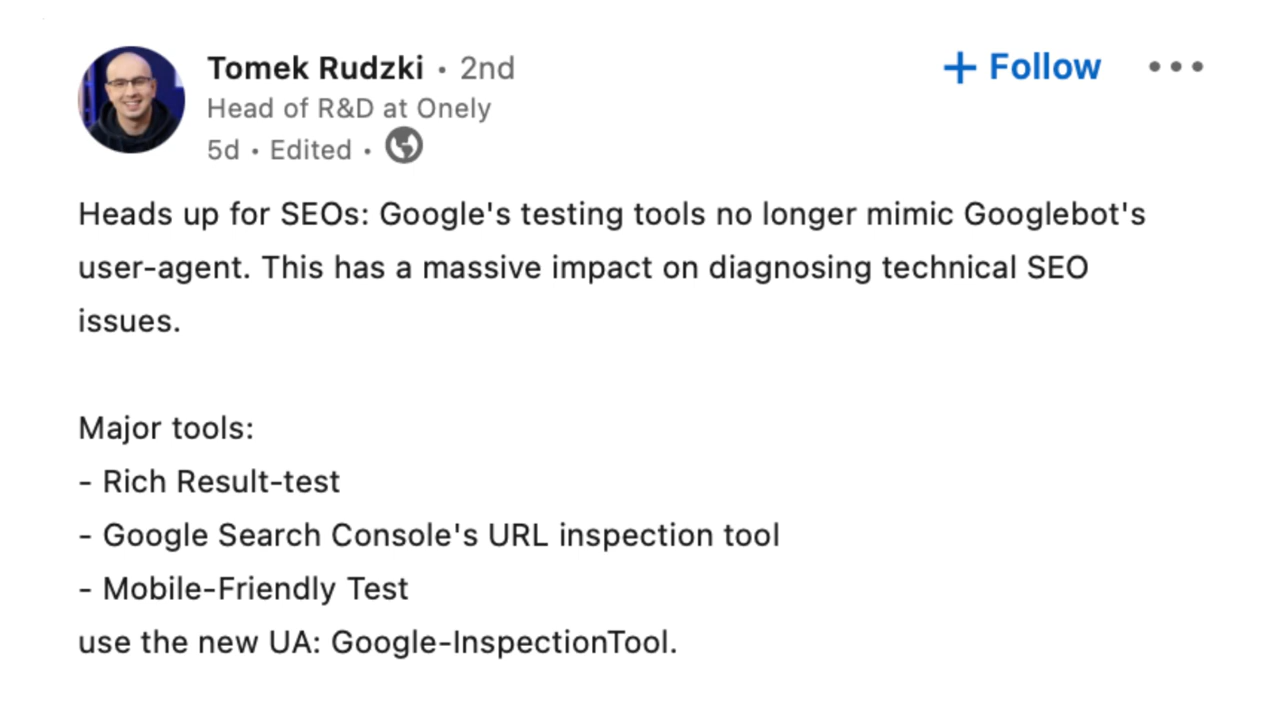 Tomek Rudzki • 2nd
+ Follow
Head of R&D at Onely
5d • Edited •
Heads up for SEOs: Google's testing tools no longer mimic Googlebot's
user-agent. This has a massive impact on diagnosing technical SEO
issues.
Major tools:
- Rich Result-test
- Google Search Console's URL inspection tool
- Mobile-Friendly Test
use the new UA: Google-InspectionTool.